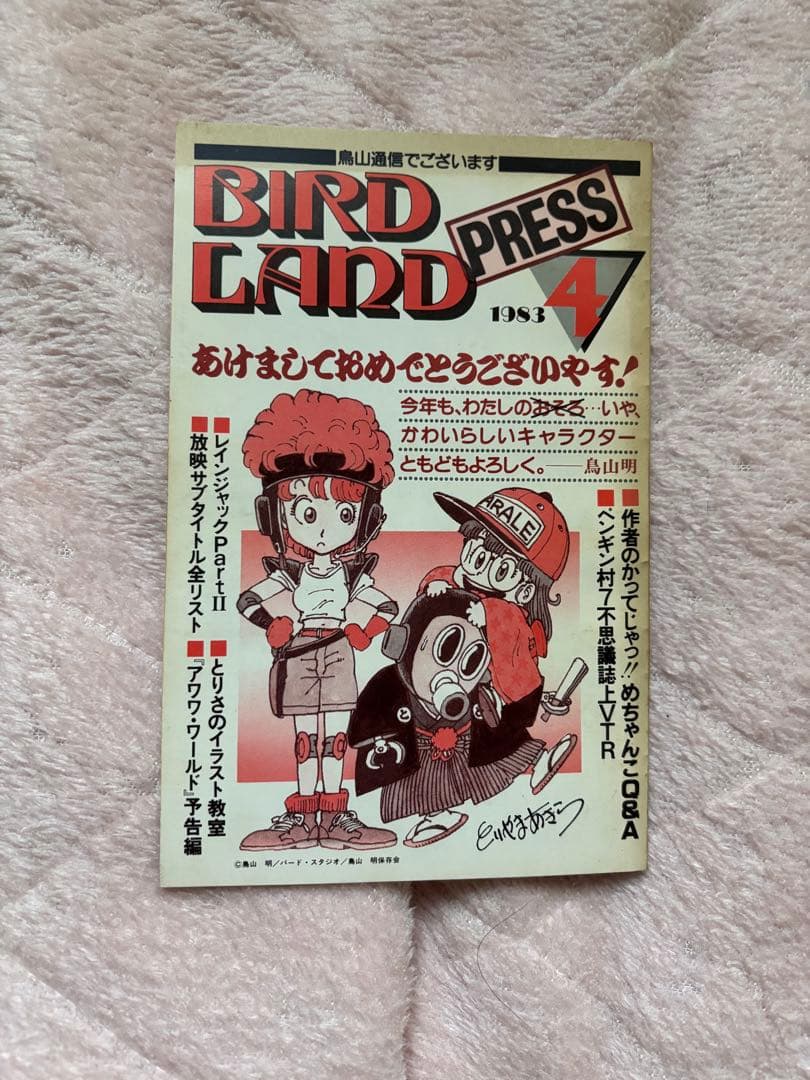 鳥山通信でございます
BIRD
LAND
PRESS
1983 4
あけましておめでとうございやす!
今年も、わたしのおそろ…いや、
かわいらしいキャラクター
ともどもよろしく。――鳥山明
■作者のかってじゃっ!!めちゃんこQ&A
■ペンギン村7不思議誌上VTR
■レインジャックPartII
■放映サブタイトル全リスト
■とりさのイラスト教室
■『アワワ・ワールド』予告編
ARALE
と
とりやまあきら
©鳥山 明/バード・スタジオ/鳥山 明保存会